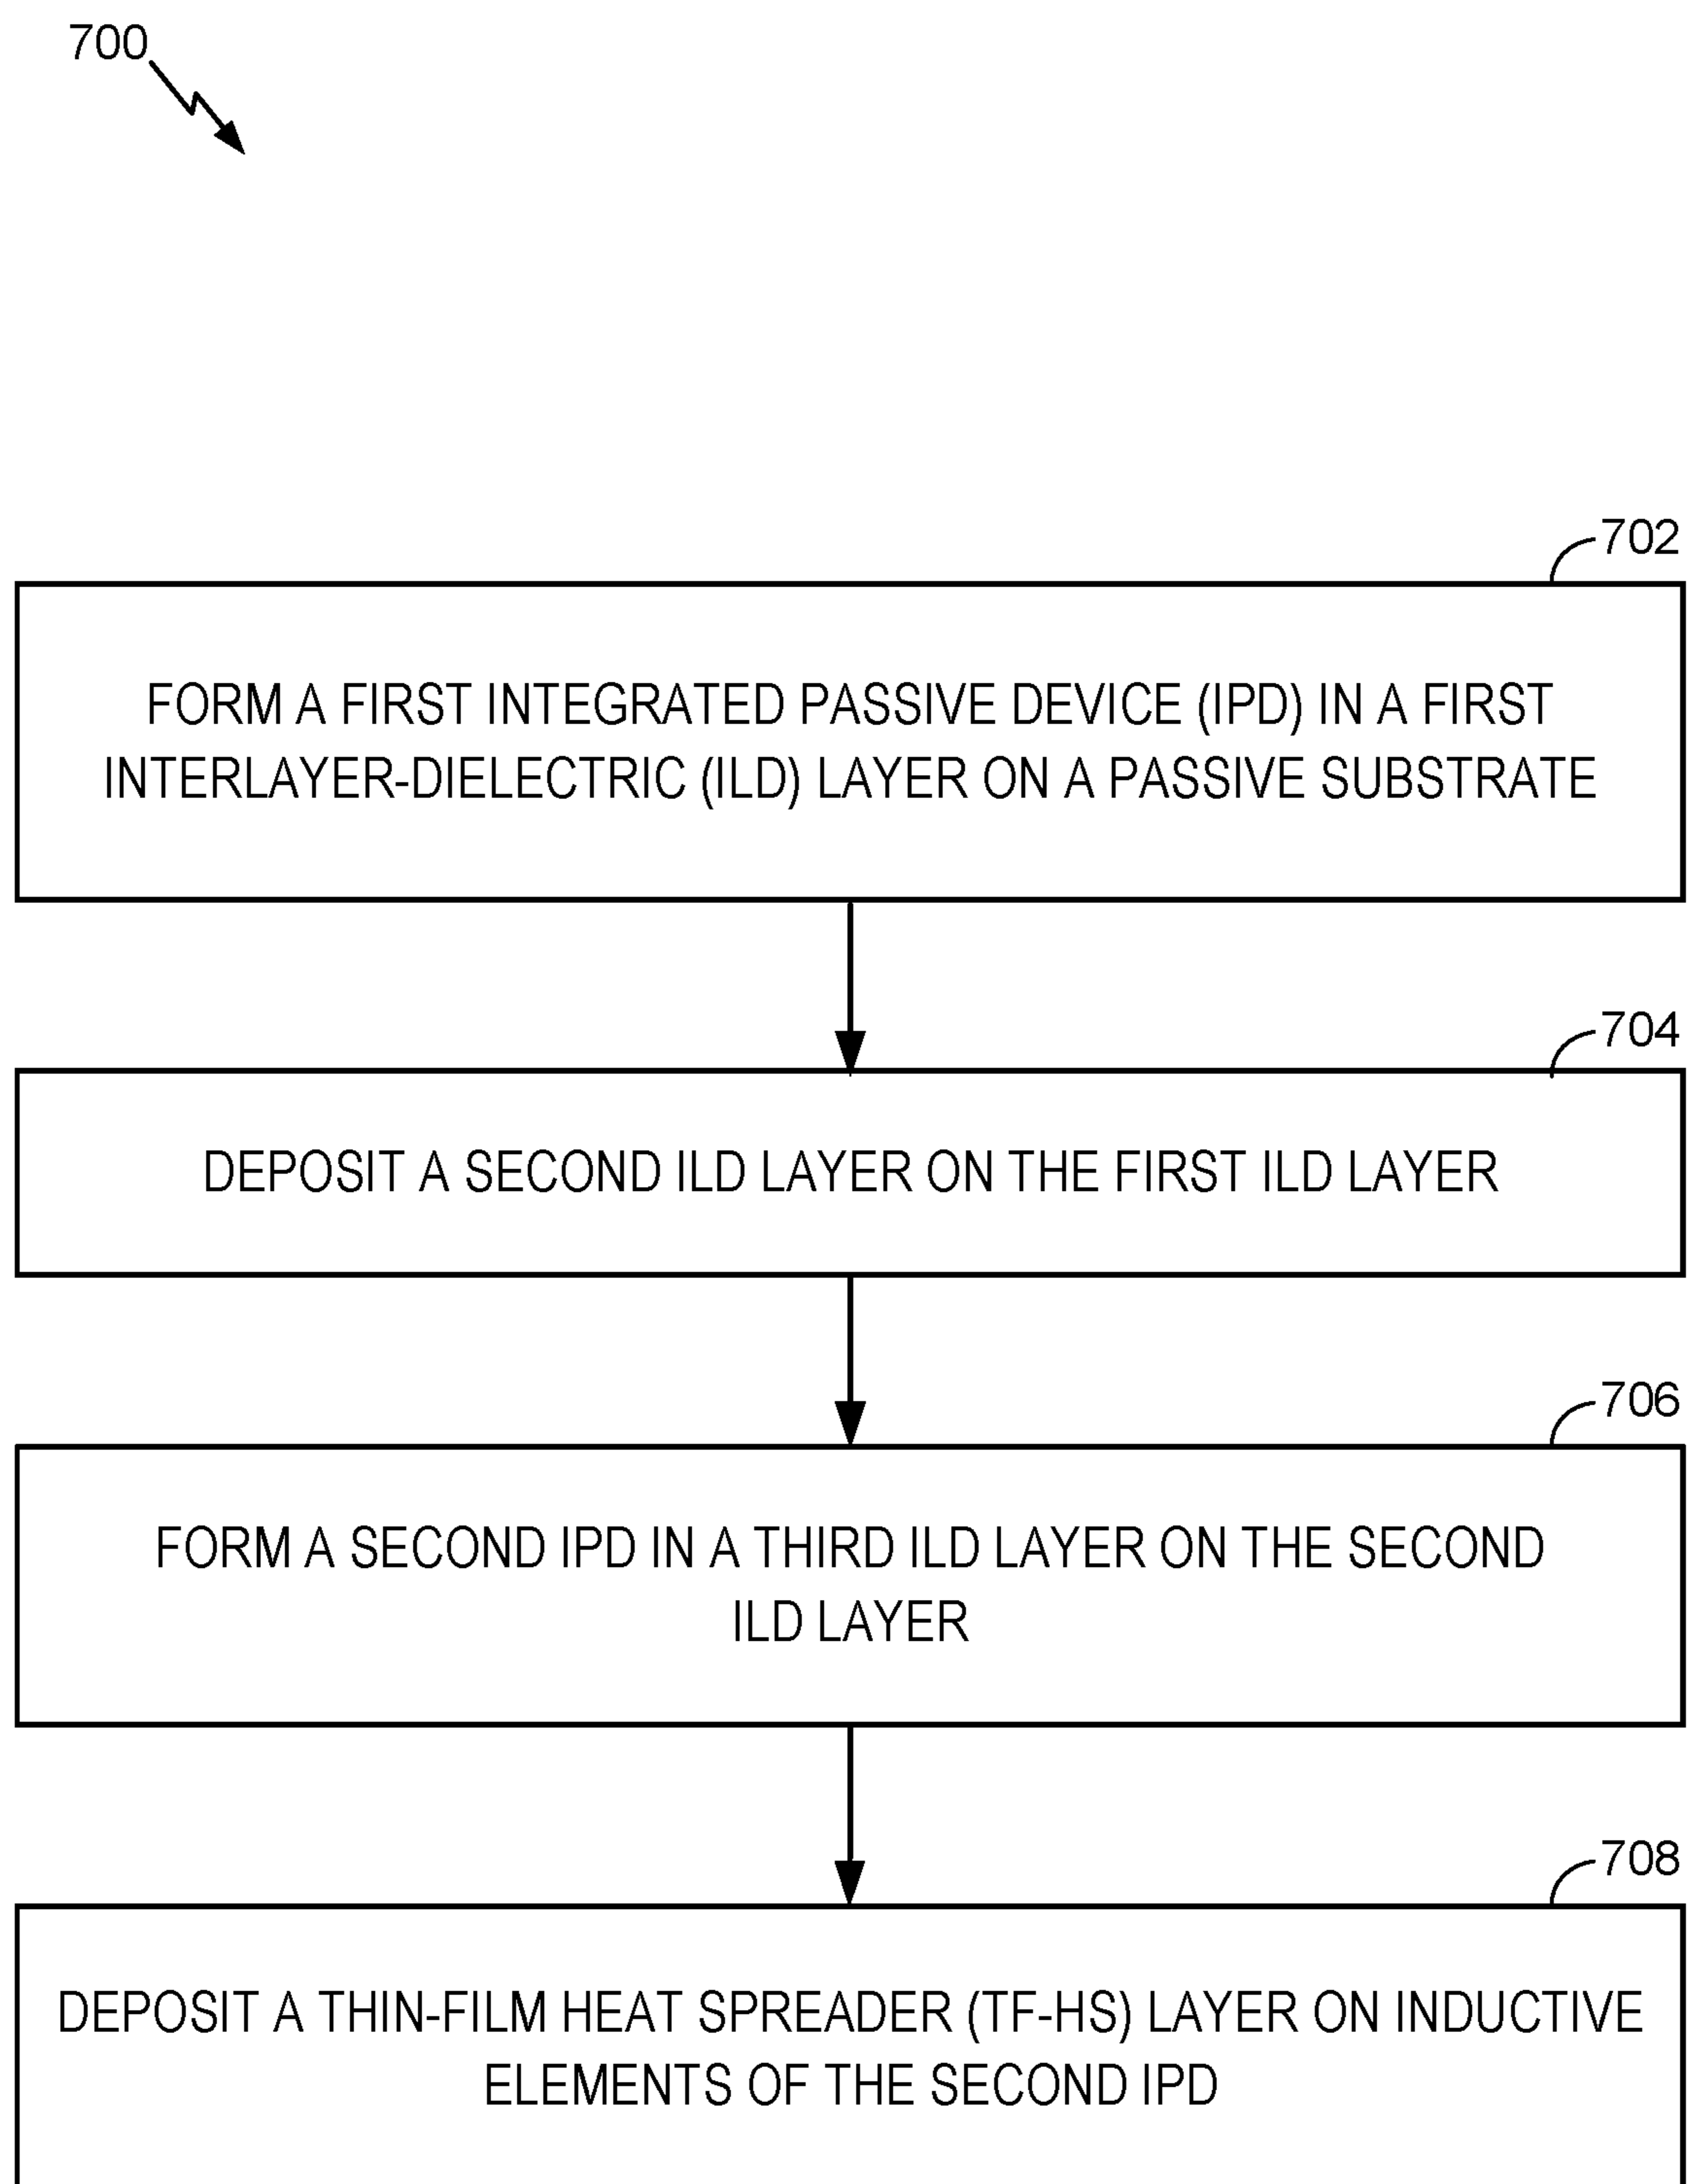 700
702
FORM A FIRST INTEGRATED PASSIVE DEVICE (IPD) IN A FIRST
INTERLAYER-DIELECTRIC (ILD) LAYER ON A PASSIVE SUBSTRATE
704
DEPOSIT A SECOND ILD LAYER ON THE FIRST ILD LAYER
706
FORM A SECOND IPD IN A THIRD ILD LAYER ON THE SECOND
ILD LAYER
708
DEPOSIT A THIN-FILM HEAT SPREADER (TF-HS) LAYER ON INDUCTIVE
ELEMENTS OF THE SECOND IPD